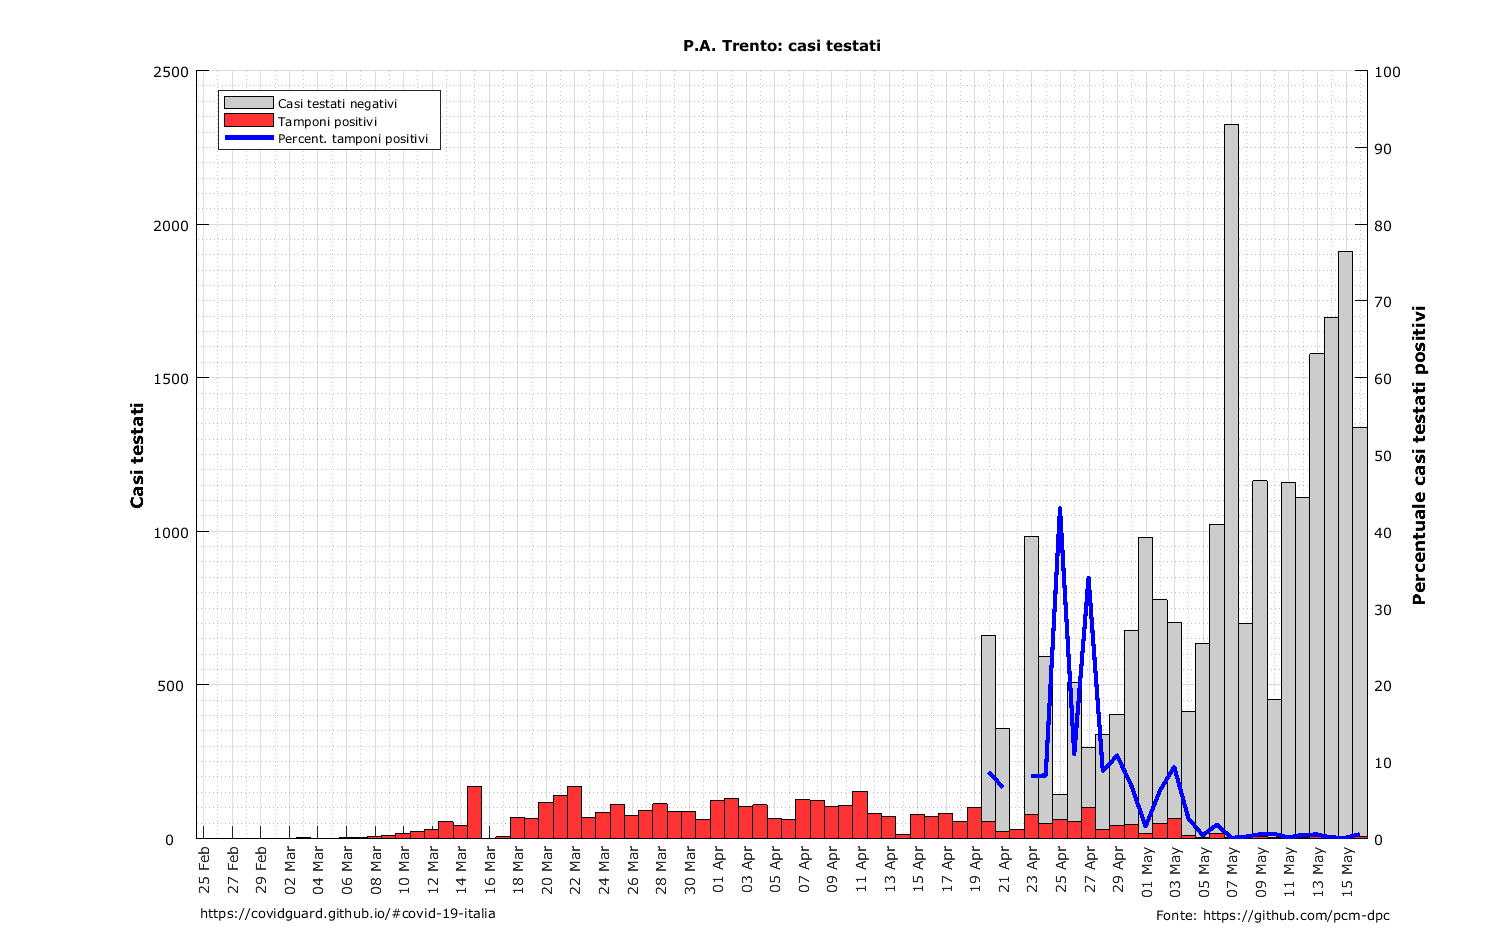 P.A. Trento: casi testati
Casi testati negativi
Tamponi positivi
Percent. tamponi positivi
Casi testati
2500
2000
1500
1000
500
0
100
90
80
70
60
50
40
30
20
10
0
Percentuale casi testati positivi
25 Feb
27 Feb
29 Feb
02 Mar
04 Mar
06 Mar
08 Mar
10 Mar
12 Mar
14 Mar
16 Mar
18 Mar
20 Mar
22 Mar
24 Mar
26 Mar
28 Mar
30 Mar
01 Apr
03 Apr
05 Apr
07 Apr
09 Apr
11 Apr
13 Apr
15 Apr
17 Apr
19 Apr
21 Apr
23 Apr
25 Apr
27 Apr
29 Apr
01 May
03 May
05 May
07 May
09 May
11 May
13 May
15 May
https://covidguard.github.io/#covid-19-italia
Fonte: https://github.com/pcm-dpc